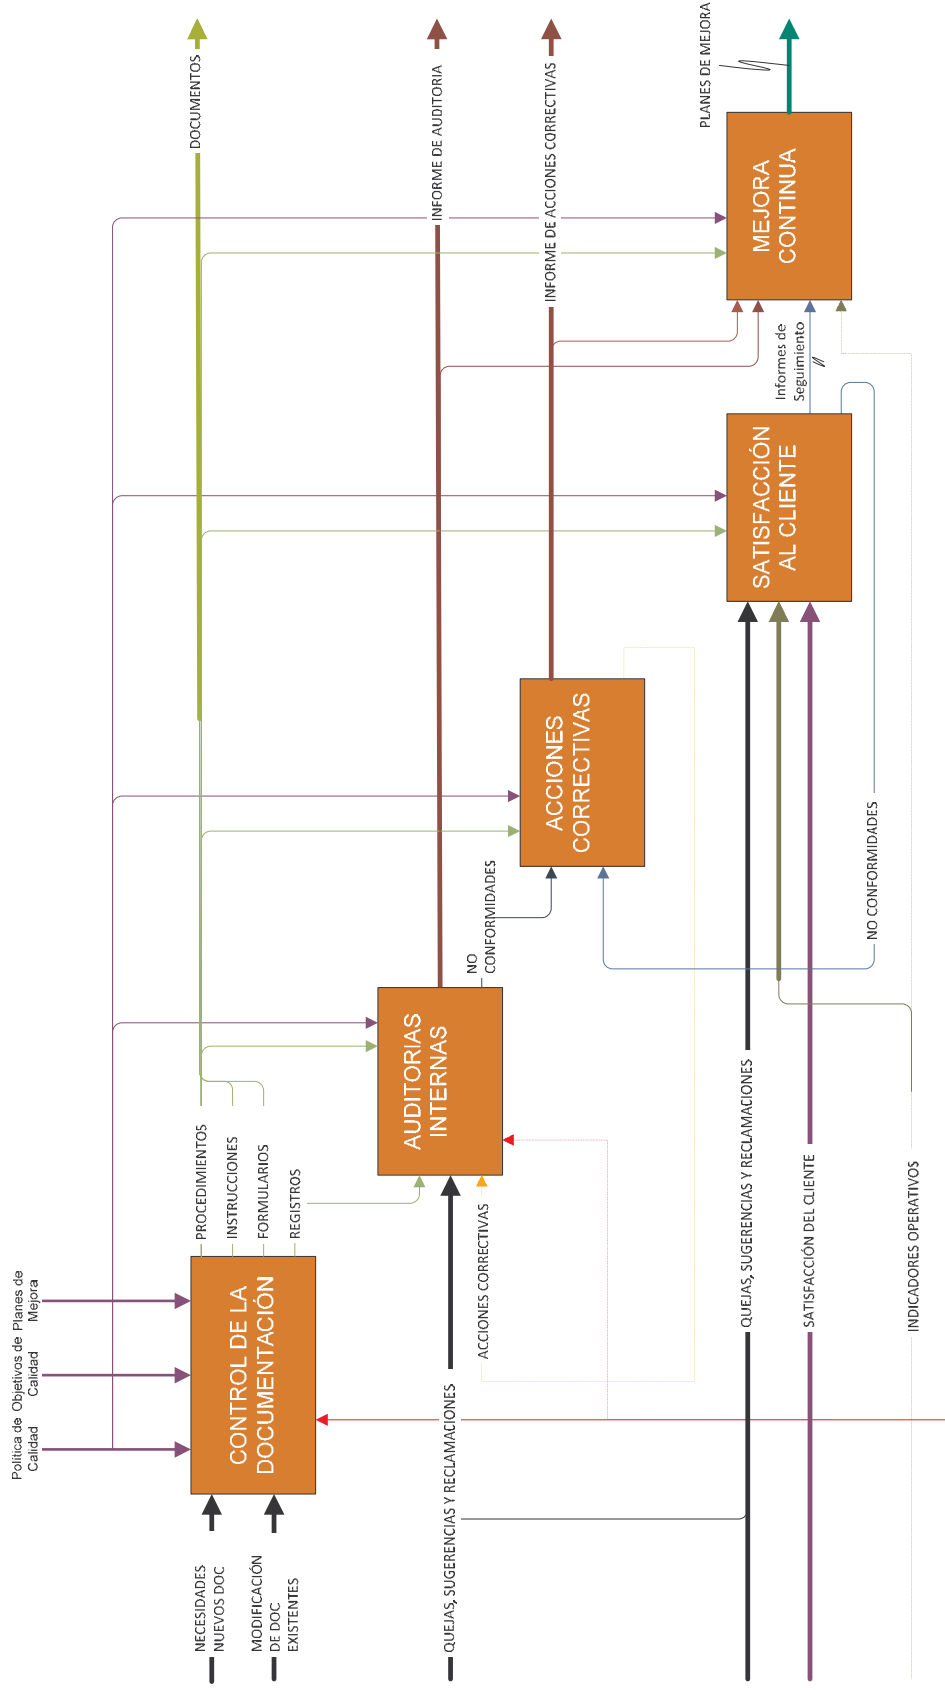 Política de
Calidad
Objetivos de
Calidad
Planes de
Mejora
NECESIDADES
NUEVOS DOC
MODIFICACIÓN
DE DOC
EXISTENTES
CONTROL DE LA
DOCUMENTACIÓN
PROCEDIMIENTOS
INSTRUCCIONES
FORMULARIOS
REGISTROS
DOCUMENTOS
QUEJAS, SUGERENCIAS Y RECLAMACIONES
ACCIONES CORRECTIVAS
AUDITORIAS
INTERNAS
NO
CONFORMIDADES
INFORME DE AUDITORIA
ACCIONES
CORRECTIVAS
INFORME DE ACCIONES CORRECTIVAS
QUEJAS, SUGERENCIAS Y RECLAMACIONES
SATISFACCIÓN DEL CLIENTE
INDICADORES OPERATIVOS
NO CONFORMIDADES
SATISFACCIÓN
AL CLIENTE
Informes de
Seguimiento
MEJORA
CONTINUA
PLANES DE MEJORA